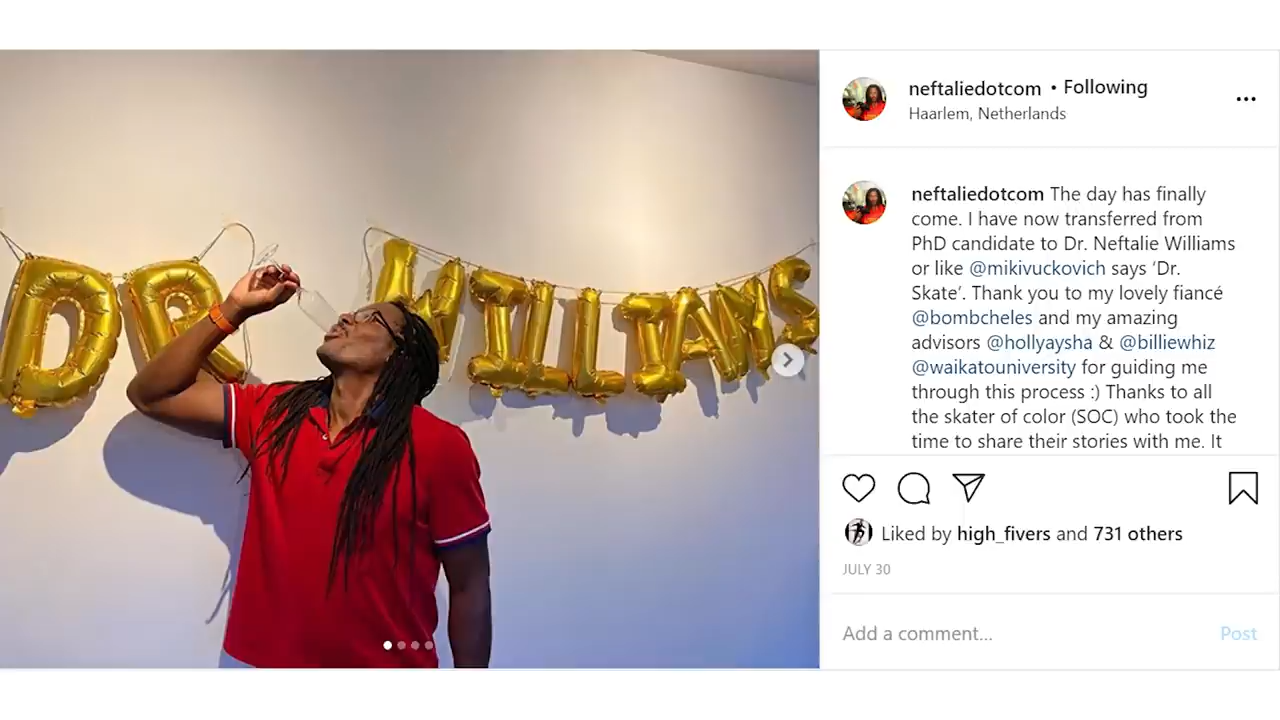 DR WILLIAMS
neftaliedotcom • Following
Haarlem, Netherlands
neftaliedotcom The day has finally
come. I have now transferred from
PhD candidate to Dr. Neftalie Williams
or like @mikivuckovich says ‘Dr.
Skate’. Thank you to my lovely fiancé
@bombcheles and my amazing
advisors @hollyaysha & @billiewhiz
@waikatouniversity for guiding me
through this process :) Thanks to all
the skater of color (SOC) who took the
time to share their stories with me. It
Liked by high_fivers and 731 others
JULY 30
Add a comment...
Post